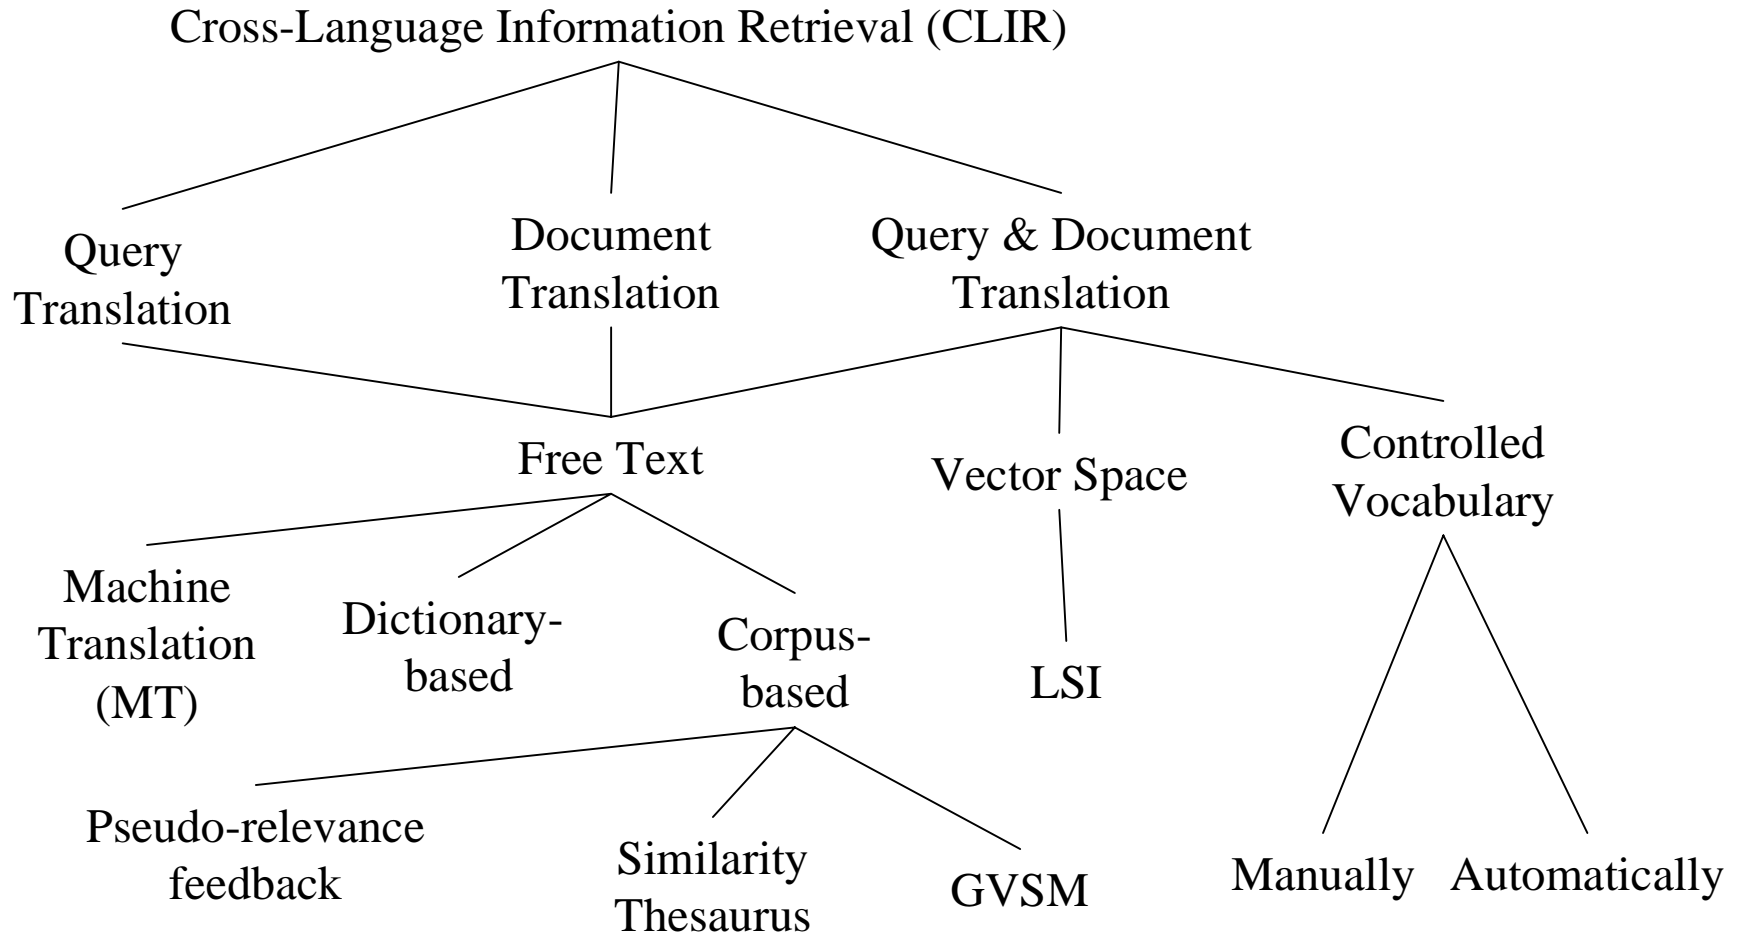 Cross-Language Information Retrieval (CLIR)
Query
Translation
Document
Translation
Query & Document
Translation
Free Text
Vector Space
Controlled
Vocabulary
Machine
Translation
(MT)
Dictionary-
based
Corpus-
based
LSI
Pseudo-relevance
feedback
Similarity
Thesaurus
GVSM
Manually
Automatically